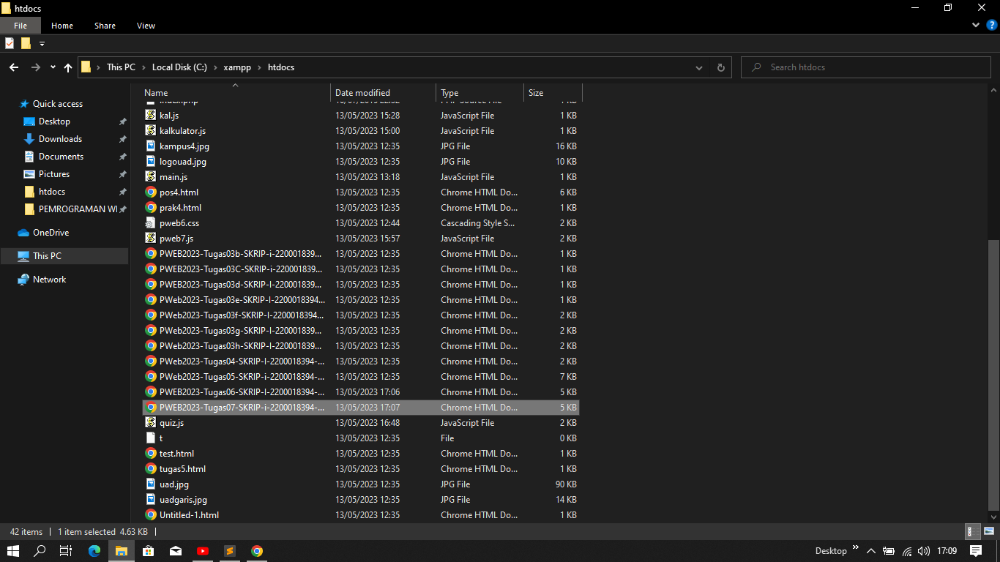 htdocs
File Home Share View
This PC Local Disk (C:) xampp htdocs Search htdocs
Name Date modified Type Size
Quick access
Desktop
Downloads
Documents
Pictures
htdocs
PEMROGRAMAN WI
OneDrive
This PC
Network
index.php
kal.js 13/05/2023 15:28 JavaScript File 1 KB
kalkulator.js 13/05/2023 15:00 JavaScript File 1 KB
kampus4.jpg 13/05/2023 12:35 JPG File 16 KB
logouad.jpg 13/05/2023 12:35 JPG File 10 KB
main.js 13/05/2023 13:18 JavaScript File 1 KB
pos4.html 13/05/2023 12:35 Chrome HTML Do... 6 KB
prak4.html 13/05/2023 12:35 Chrome HTML Do... 1 KB
pweb6.css 13/05/2023 12:44 Cascading Style S... 2 KB
pweb7.js 13/05/2023 15:57 JavaScript File 2 KB
PWEB2023-Tugas03b-SKRIP-i-220001839... 13/05/2023 12:35 Chrome HTML Do... 1 KB
PWEB2023-Tugas03C-SKRIP-i-220001839... 13/05/2023 12:35 Chrome HTML Do... 1 KB
PWEB2023-Tugas03d-SKRIP-I-220001839... 13/05/2023 12:35 Chrome HTML Do... 1 KB
PWeb2023-Tugas03e-SKRIP-I-2200018394... 13/05/2023 12:35 Chrome HTML Do... 1 KB
PWeb2023-Tugas03f-SKRIP-I-2200018394... 13/05/2023 12:35 Chrome HTML Do... 2 KB
PWeb2023-Tugas03g-SKRIP-I-220001839... 13/05/2023 12:35 Chrome HTML Do... 2 KB
PWeb2023-Tugas03h-SKRIP-I-220001839... 13/05/2023 12:35 Chrome HTML Do... 2 KB
PWeb2023-Tugas04-SKRIP-I-2200018394-... 13/05/2023 12:35 Chrome HTML Do... 2 KB
PWeb2023-Tugas05-SKRIP-i-2200018394-... 13/05/2023 12:35 Chrome HTML Do... 7 KB
PWEB2023-Tugas06-SKRIP-I-2200018394-... 13/05/2023 17:06 Chrome HTML Do... 5 KB
PWEB2023-Tugas07-SKRIP-i-2200018394-... 13/05/2023 17:07 Chrome HTML Do... 5 KB
quiz.js 13/05/2023 16:48 JavaScript File 2 KB
t 13/05/2023 12:35 File 0 KB
test.html 13/05/2023 12:35 Chrome HTML Do... 1 KB
tugas5.html 13/05/2023 12:35 Chrome HTML Do... 1 KB
uad.jpg 13/05/2023 12:35 JPG File 90 KB
uadgaris.jpg 13/05/2023 12:35 JPG File 14 KB
Untitled-1.html 13/05/2023 12:35 Chrome HTML Do... 1 KB
42 items 1 item selected 4.63 KB
Desktop 17:09